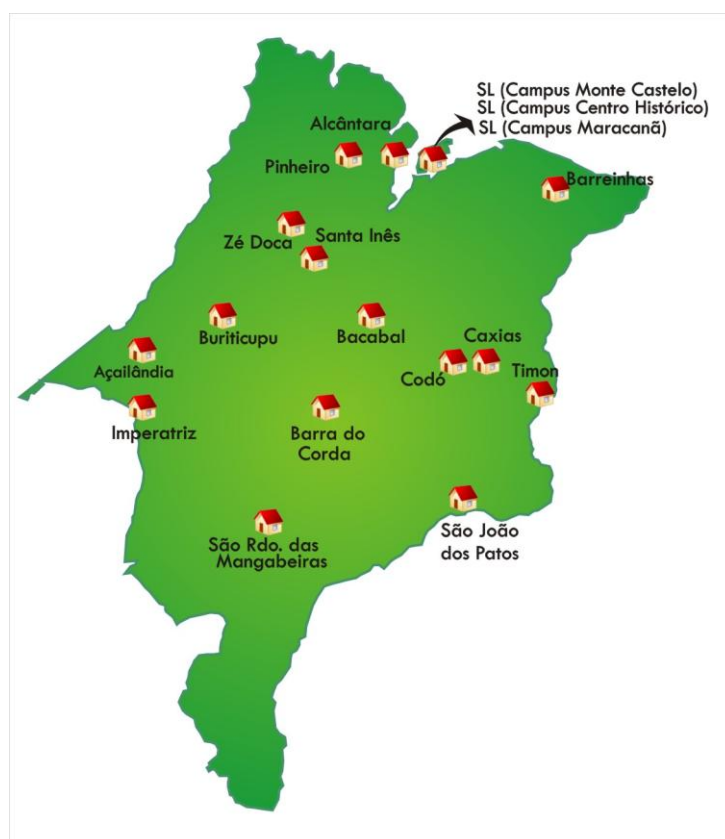 SL (Campus Monte Castelo)
SL (Campus Centro Histórico)
SL (Campus Maracanã)
Alcântara
Pinheiro
Barreinhas
Zé Doca
Santa Inês
Buriticupu
Bacabal
Caxias
Codó
Timon
Açailândia
Imperatriz
Barra do
Corda
São João
dos Patos
São Rdo. das
Mangabeiras